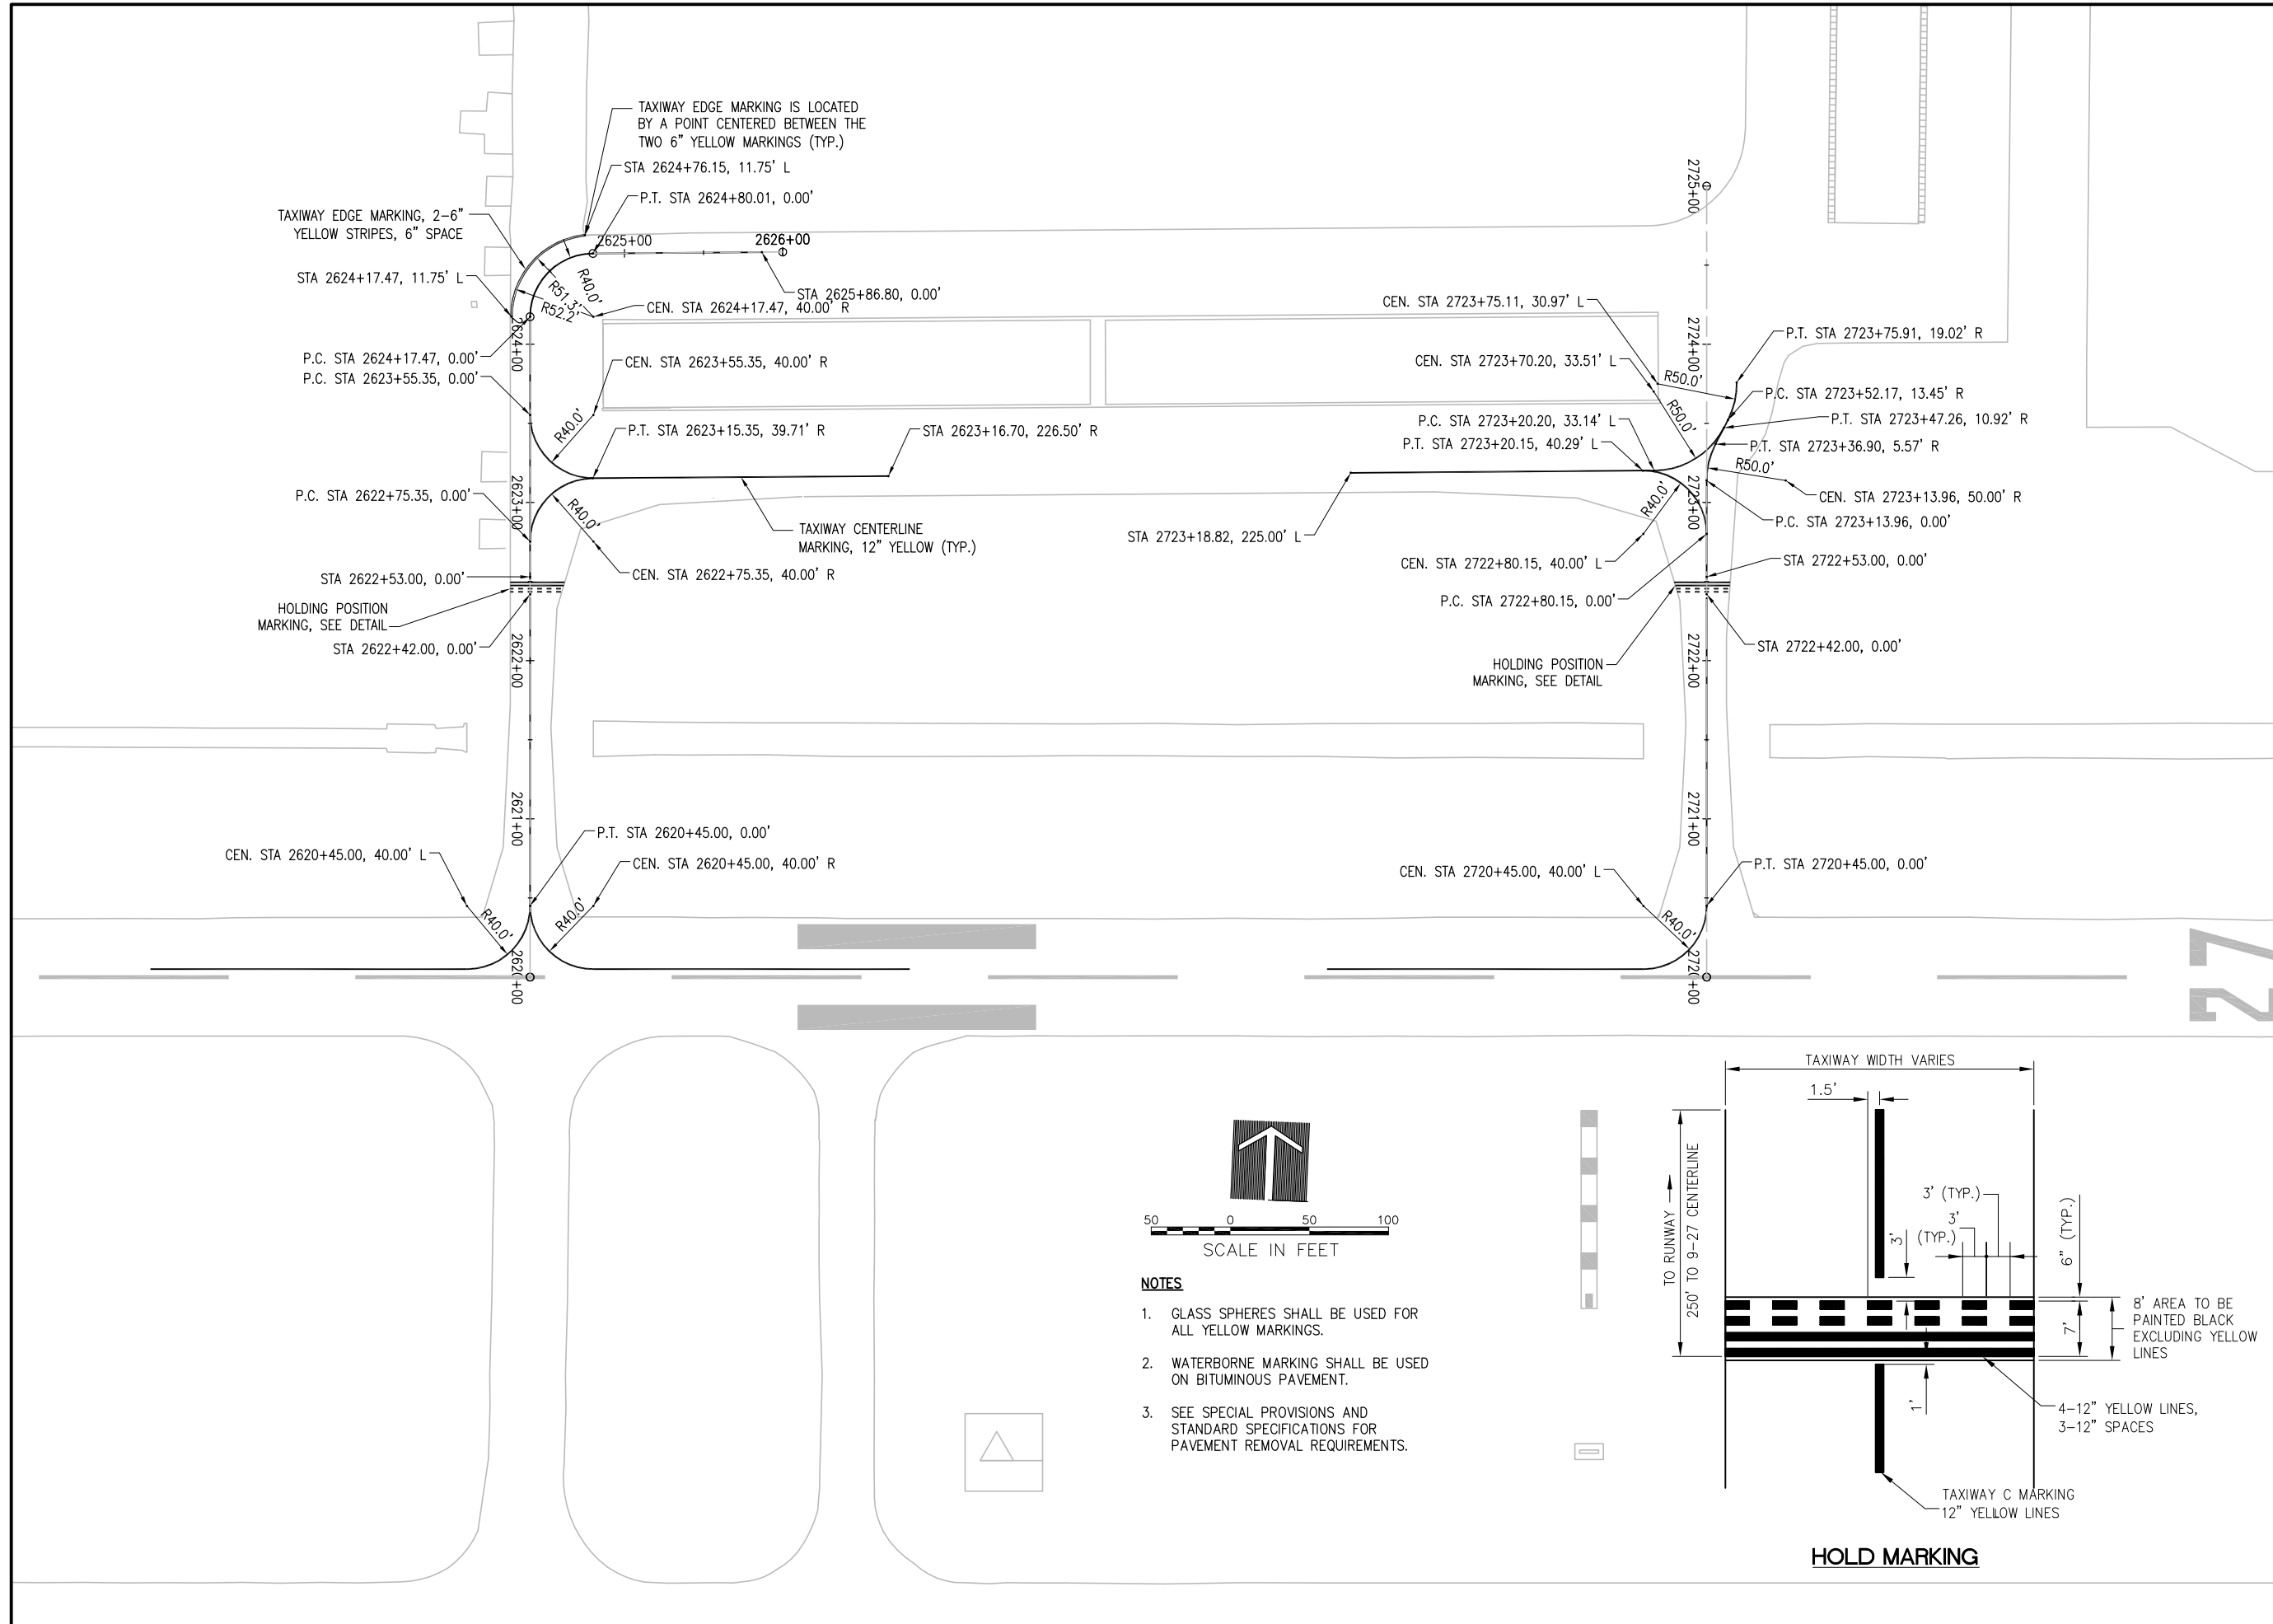 TAXIWAY EDGE MARKING IS LOCATED
BY A POINT CENTERED BETWEEN THE
TWO 6" YELLOW MARKINGS (TYP.)
STA 2624+76.15, 11.75' L
P.T. STA 2624+80.01, 0.00'
TAXIWAY EDGE MARKING, 2-6"
YELLOW STRIPES, 6" SPACE
STA 2624+17.47, 11.75' L
2625+00
2626+00
R40.0'
R51.3'
R52.2'
STA 2625+86.80, 0.00'
CEN. STA 2624+17.47, 40.00' R
2624+00
P.C. STA 2624+17.47, 0.00'
P.C. STA 2623+55.35, 0.00'
CEN. STA 2623+55.35, 40.00' R
R40.0'
P.T. STA 2623+15.35, 39.71' R
STA 2623+16.70, 226.50' R
P.C. STA 2622+75.35, 0.00'
2623+00
R40.0'
TAXIWAY CENTERLINE
MARKING, 12" YELLOW (TYP.)
STA 2622+53.00, 0.00'
CEN. STA 2622+75.35, 40.00' R
HOLDING POSITION
MARKING, SEE DETAIL
STA 2622+42.00, 0.00'
2622+00
2621+00
P.T. STA 2620+45.00, 0.00'
CEN. STA 2620+45.00, 40.00' L
CEN. STA 2620+45.00, 40.00' R
R40.0'
R40.0'
2620+00
2725+00
CEN. STA 2723+75.11, 30.97' L
P.T. STA 2723+75.91, 19.02' R
2724+00
CEN. STA 2723+70.20, 33.51' L
R50.0'
P.C. STA 2723+52.17, 13.45' R
R50.0'
P.C. STA 2723+20.20, 33.14' L
P.T. STA 2723+47.26, 10.92' R
P.T. STA 2723+20.15, 40.29' L
P.T. STA 2723+36.90, 5.57' R
R50.0'
R40.0'
2723+00
CEN. STA 2723+13.96, 50.00' R
P.C. STA 2723+13.96, 0.00'
STA 2723+18.82, 225.00' L
CEN. STA 2722+80.15, 40.00' L
STA 2722+53.00, 0.00'
P.C. STA 2722+80.15, 0.00'
STA 2722+42.00, 0.00'
2722+00
HOLDING POSITION
MARKING, SEE DETAIL
2721+00
CEN. STA 2720+45.00, 40.00' L
P.T. STA 2720+45.00, 0.00'
R40.0'
2720+00
27
50 0 50 100
SCALE IN FEET
NOTES
1. GLASS SPHERES SHALL BE USED FOR
ALL YELLOW MARKINGS.
2. WATERBORNE MARKING SHALL BE USED
ON BITUMINOUS PAVEMENT.
3. SEE SPECIAL PROVISIONS AND
STANDARD SPECIFICATIONS FOR
PAVEMENT REMOVAL REQUIREMENTS.
TAXIWAY WIDTH VARIES
1.5'
TO RUNWAY
250' TO 9-27 CENTERLINE
3' (TYP.)
3'
(TYP.)
3'
6" (TYP.)
7'
8' AREA TO BE
PAINTED BLACK
EXCLUDING YELLOW
LINES
1'
4-12" YELLOW LINES,
3-12" SPACES
TAXIWAY C MARKING
12" YELLOW LINES
HOLD MARKING